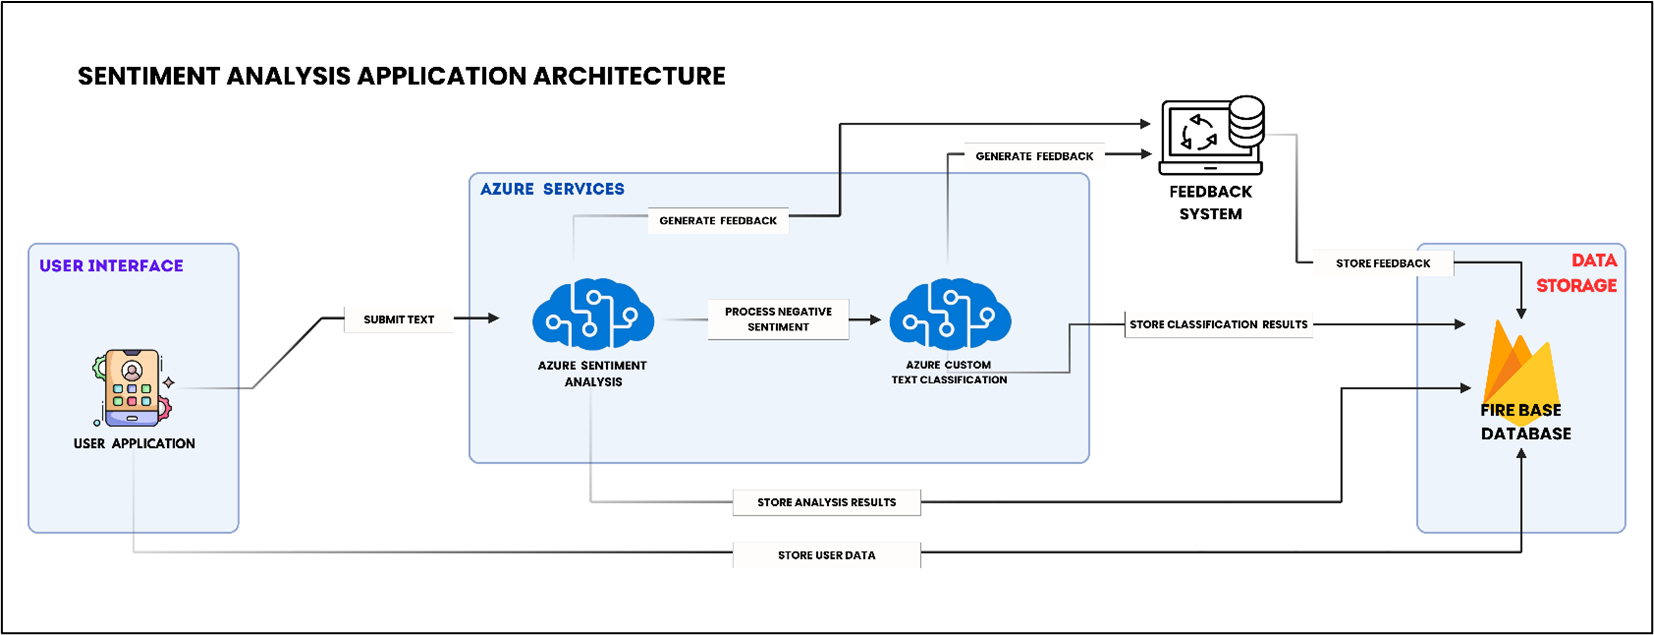 SENTIMENT ANALYSIS APPLICATION ARCHITECTURE
GENERATE FEEDBACK
FEEDBACK
SYSTEM
AZURE SERVICES
GENERATE FEEDBACK
USER INTERFACE
STORE FEEDBACK
DATA
STORAGE
SUBMIT TEXT
PROCESS NEGATIVE
SENTIMENT
STORE CLASSIFICATION RESULTS
AZURE SENTIMENT
ANALYSIS
AZURE CUSTOM
TEXT CLASSIFICATION
USER APPLICATION
FIRE BASE
DATABASE
STORE ANALYSIS RESULTS
STORE USER DATA